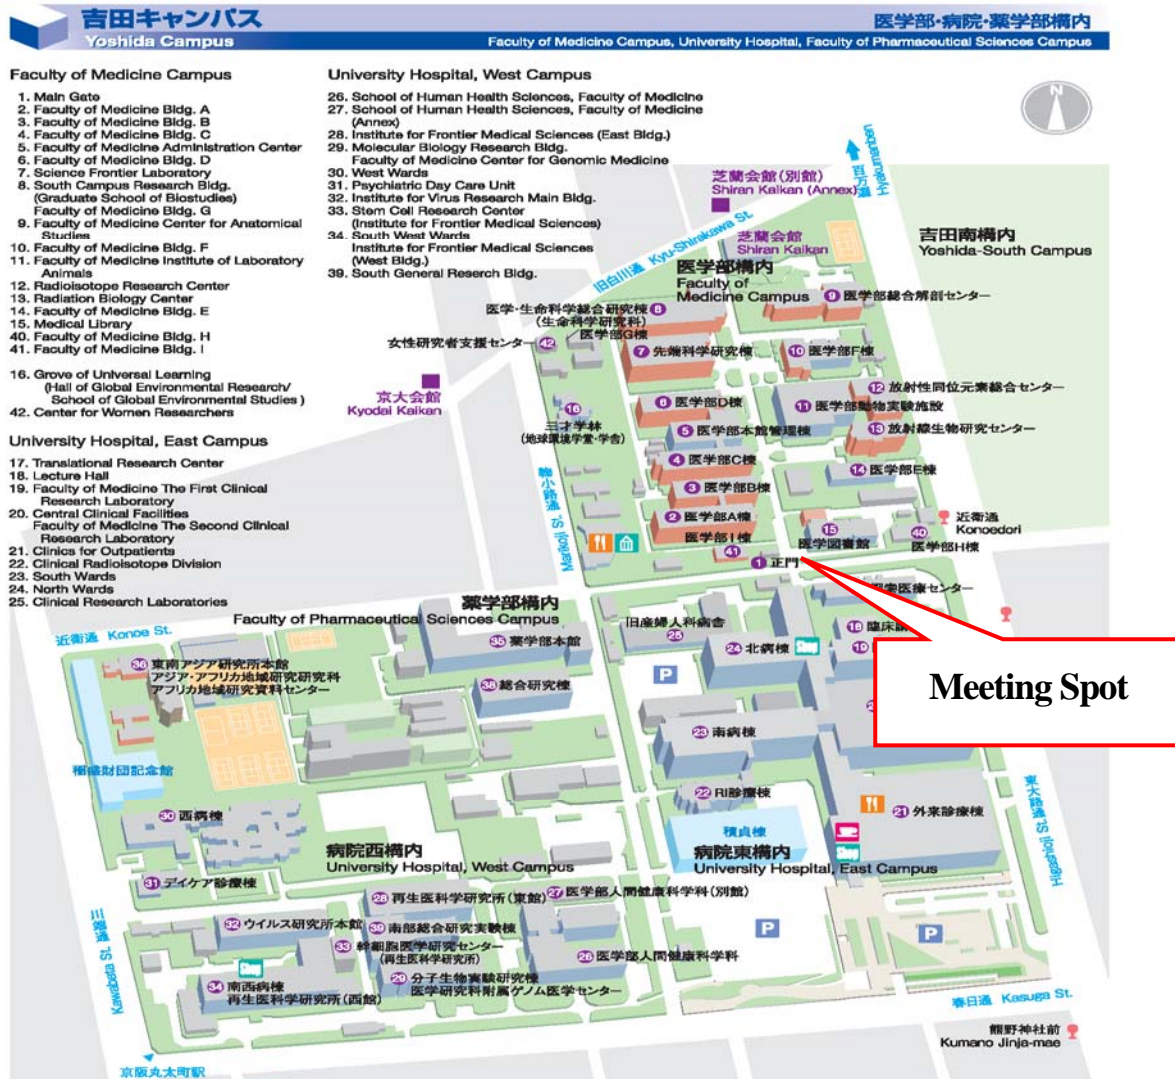 吉田キャンパス
Yoshida Campus
医学部・病院・薬学部構内
Faculty of Medicine Campus, University Hospital, Faculty of Pharmaceutical Sciences Campus
Faculty of Medicine Campus
1. Main Gate
2. Faculty of Medicine Bldg. A
3. Faculty of Medicine Bldg. B
4. Faculty of Medicine Bldg. C
5. Faculty of Medicine Administration Center
6. Faculty of Medicine Bldg. D
7. Science Frontier Laboratory
8. South Campus Research Bldg.
(Graduate School of Biostudies)
Faculty of Medicine Bldg. G
9. Faculty of Medicine Center for Anatomical
Studies
10. Faculty of Medicine Bldg. F
11. Faculty of Medicine Institute of Laboratory
Animals
12. Radioisotope Research Center
13. Radiation Biology Center
14. Faculty of Medicine Bldg. E
15. Medical Library
40. Faculty of Medicine Bldg. H
41. Faculty of Medicine Bldg. I
16. Grove of Universal Learning
(Hall of Global Environmental Research/
School of Global Environmental Studies )
42. Center for Women Researchers
University Hospital, East Campus
17. Translational Research Center
18. Lecture Hall
19. Faculty of Medicine The First Clinical
Research Laboratory
20. Central Clinical Facilities
Faculty of Medicine The Second Clinical
Research Laboratory
21. Clinics for Outpatients
22. Clinical Radioisotope Division
23. South Wards
24. North Wards
25. Clinical Research Laboratories
University Hospital, West Campus
26. School of Human Health Sciences, Faculty of Medicine
27. School of Human Health Sciences, Faculty of Medicine
(Annex)
28. Institute for Frontier Medical Sciences (East Bldg.)
29. Molecular Biology Research Bldg.
Faculty of Medicine Center for Genomic Medicine
30. West Wards
31. Psychiatric Day Care Unit
32. Institute for Virus Research Main Bldg.
33. Stem Cell Research Center
(Institute for Frontier Medical Sciences)
34. South West Wards
Institute for Frontier Medical Sciences
(West Bldg.)
39. South General Reserch Bldg.
N
百万遍
Hyakumanben
芝蘭会館(別館)
Shiran Kaikan (Annex)
旧白川通 Kyu-Shirakawa St.
芝蘭会館
Shiran Kaikan
吉田南構内
Yoshida-South Campus
医学部構内
Faculty of
Medicine Campus
9 医学部総合解剖センター
医学・生命科学総合研究棟 8
(生命科学研究科)
医学部G棟
女性研究者支援センター 42
7 先端科学研究棟
10 医学部F棟
京大会館
Kyodai Kaikan
12 放射性同位元素総合センター
16
三才学林
(地球環境学堂・学舎)
6 医学部D棟
11 医学部動物実験施設
5 医学部本館管理棟
13 放射線生物研究センター
4 医学部C棟
14 医学部E棟
3 医学部B棟
2 医学部A棟
医学部I棟
41
15
医学図書館
40
医学部H棟
近衛通
Konoedori
1 正門
Marikoji St.
薬学部構内
Faculty of Pharmaceutical Sciences Campus
近衛通 Konoe St.
旧産婦人科病舎
25
医療センター
18 臨床
19
35 薬学部本館
24 北病棟
Shop
36 東南アジア研究所本館
アジア・アフリカ地域研究研究科
アフリカ地域研究資料センター
38 総合研究棟
P
Meeting Spot
23 南病棟
稲盛財団記念館
22 RI診療棟
30 西病棟
積貞棟
21 外来診療棟
Shop
東大路通 Higashioji St.
病院西構内
University Hospital, West Campus
病院東構内
University Hospital, East Campus
31 デイケア診療棟
28 再生医科学研究所(東館)
27 医学部人間健康科学科(別館)
32 ウイルス研究所本館
39 南部総合研究実験棟
33 幹細胞医学研究センター
(再生医科学研究所)
26 医学部人間健康科学科
P
P
川端通 Kawabata St.
Shop
34 南西病棟
再生医科学研究所(西館)
29 分子生物実験研究棟
医学研究科附属ゲノム医学センター
春日通 Kasuga St.
熊野神社前
Kumano Jinja-mae
京阪丸太町駅